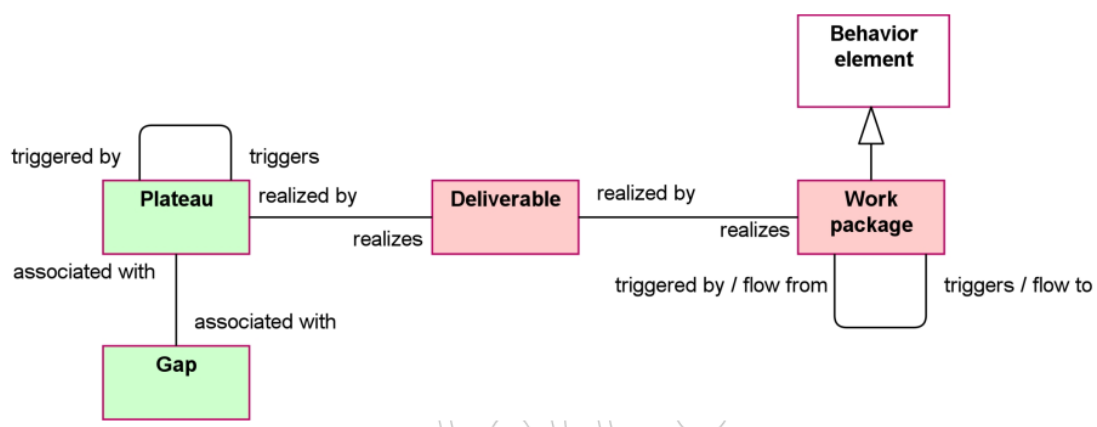 Behavior
element
triggered by
triggers
Plateau
realized by
realizes
Deliverable
realized by
realizes
Work
package
associated with
associated with
triggered by / flow from
triggers / flow to
Gap